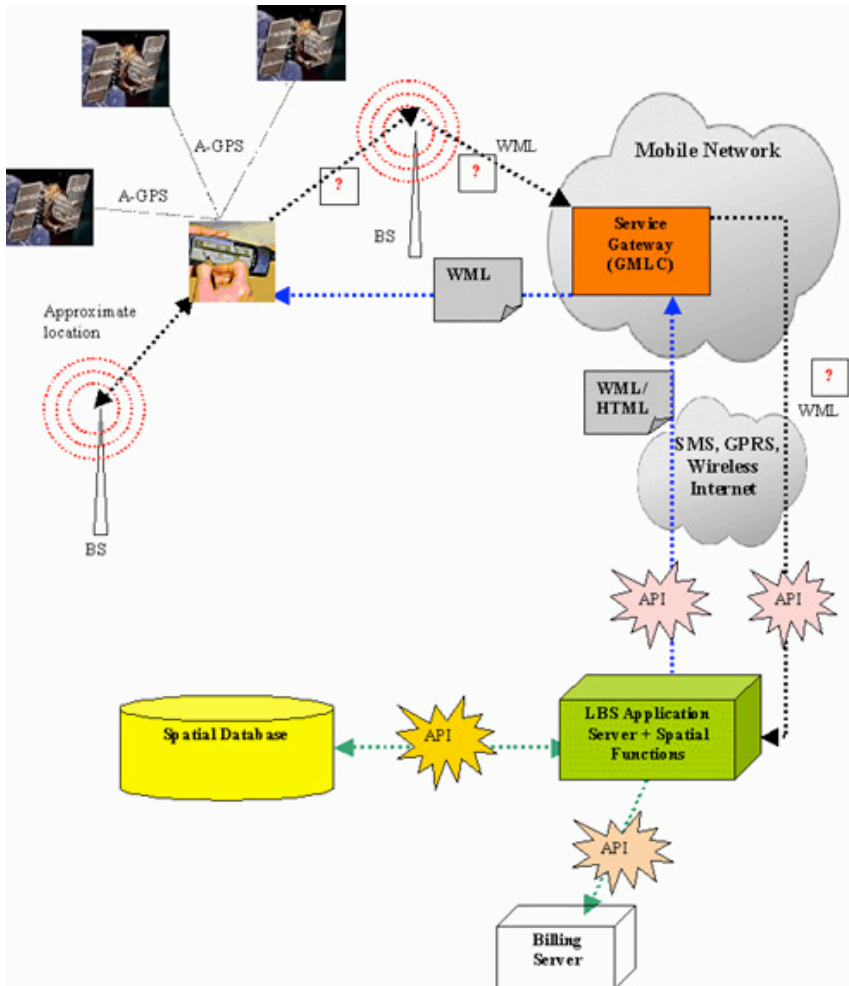 A-GPS
A-GPS
?
?
WML
BS
Mobile Network
Service
Gateway
(GMLC)
WML
Approximate
location
BS
WML/
HTML
?
WML
SMS, GPRS,
Wireless
Internet
API
API
Spatial Database
API
LBS Application
Server + Spatial
Functions
API
Billing
Server